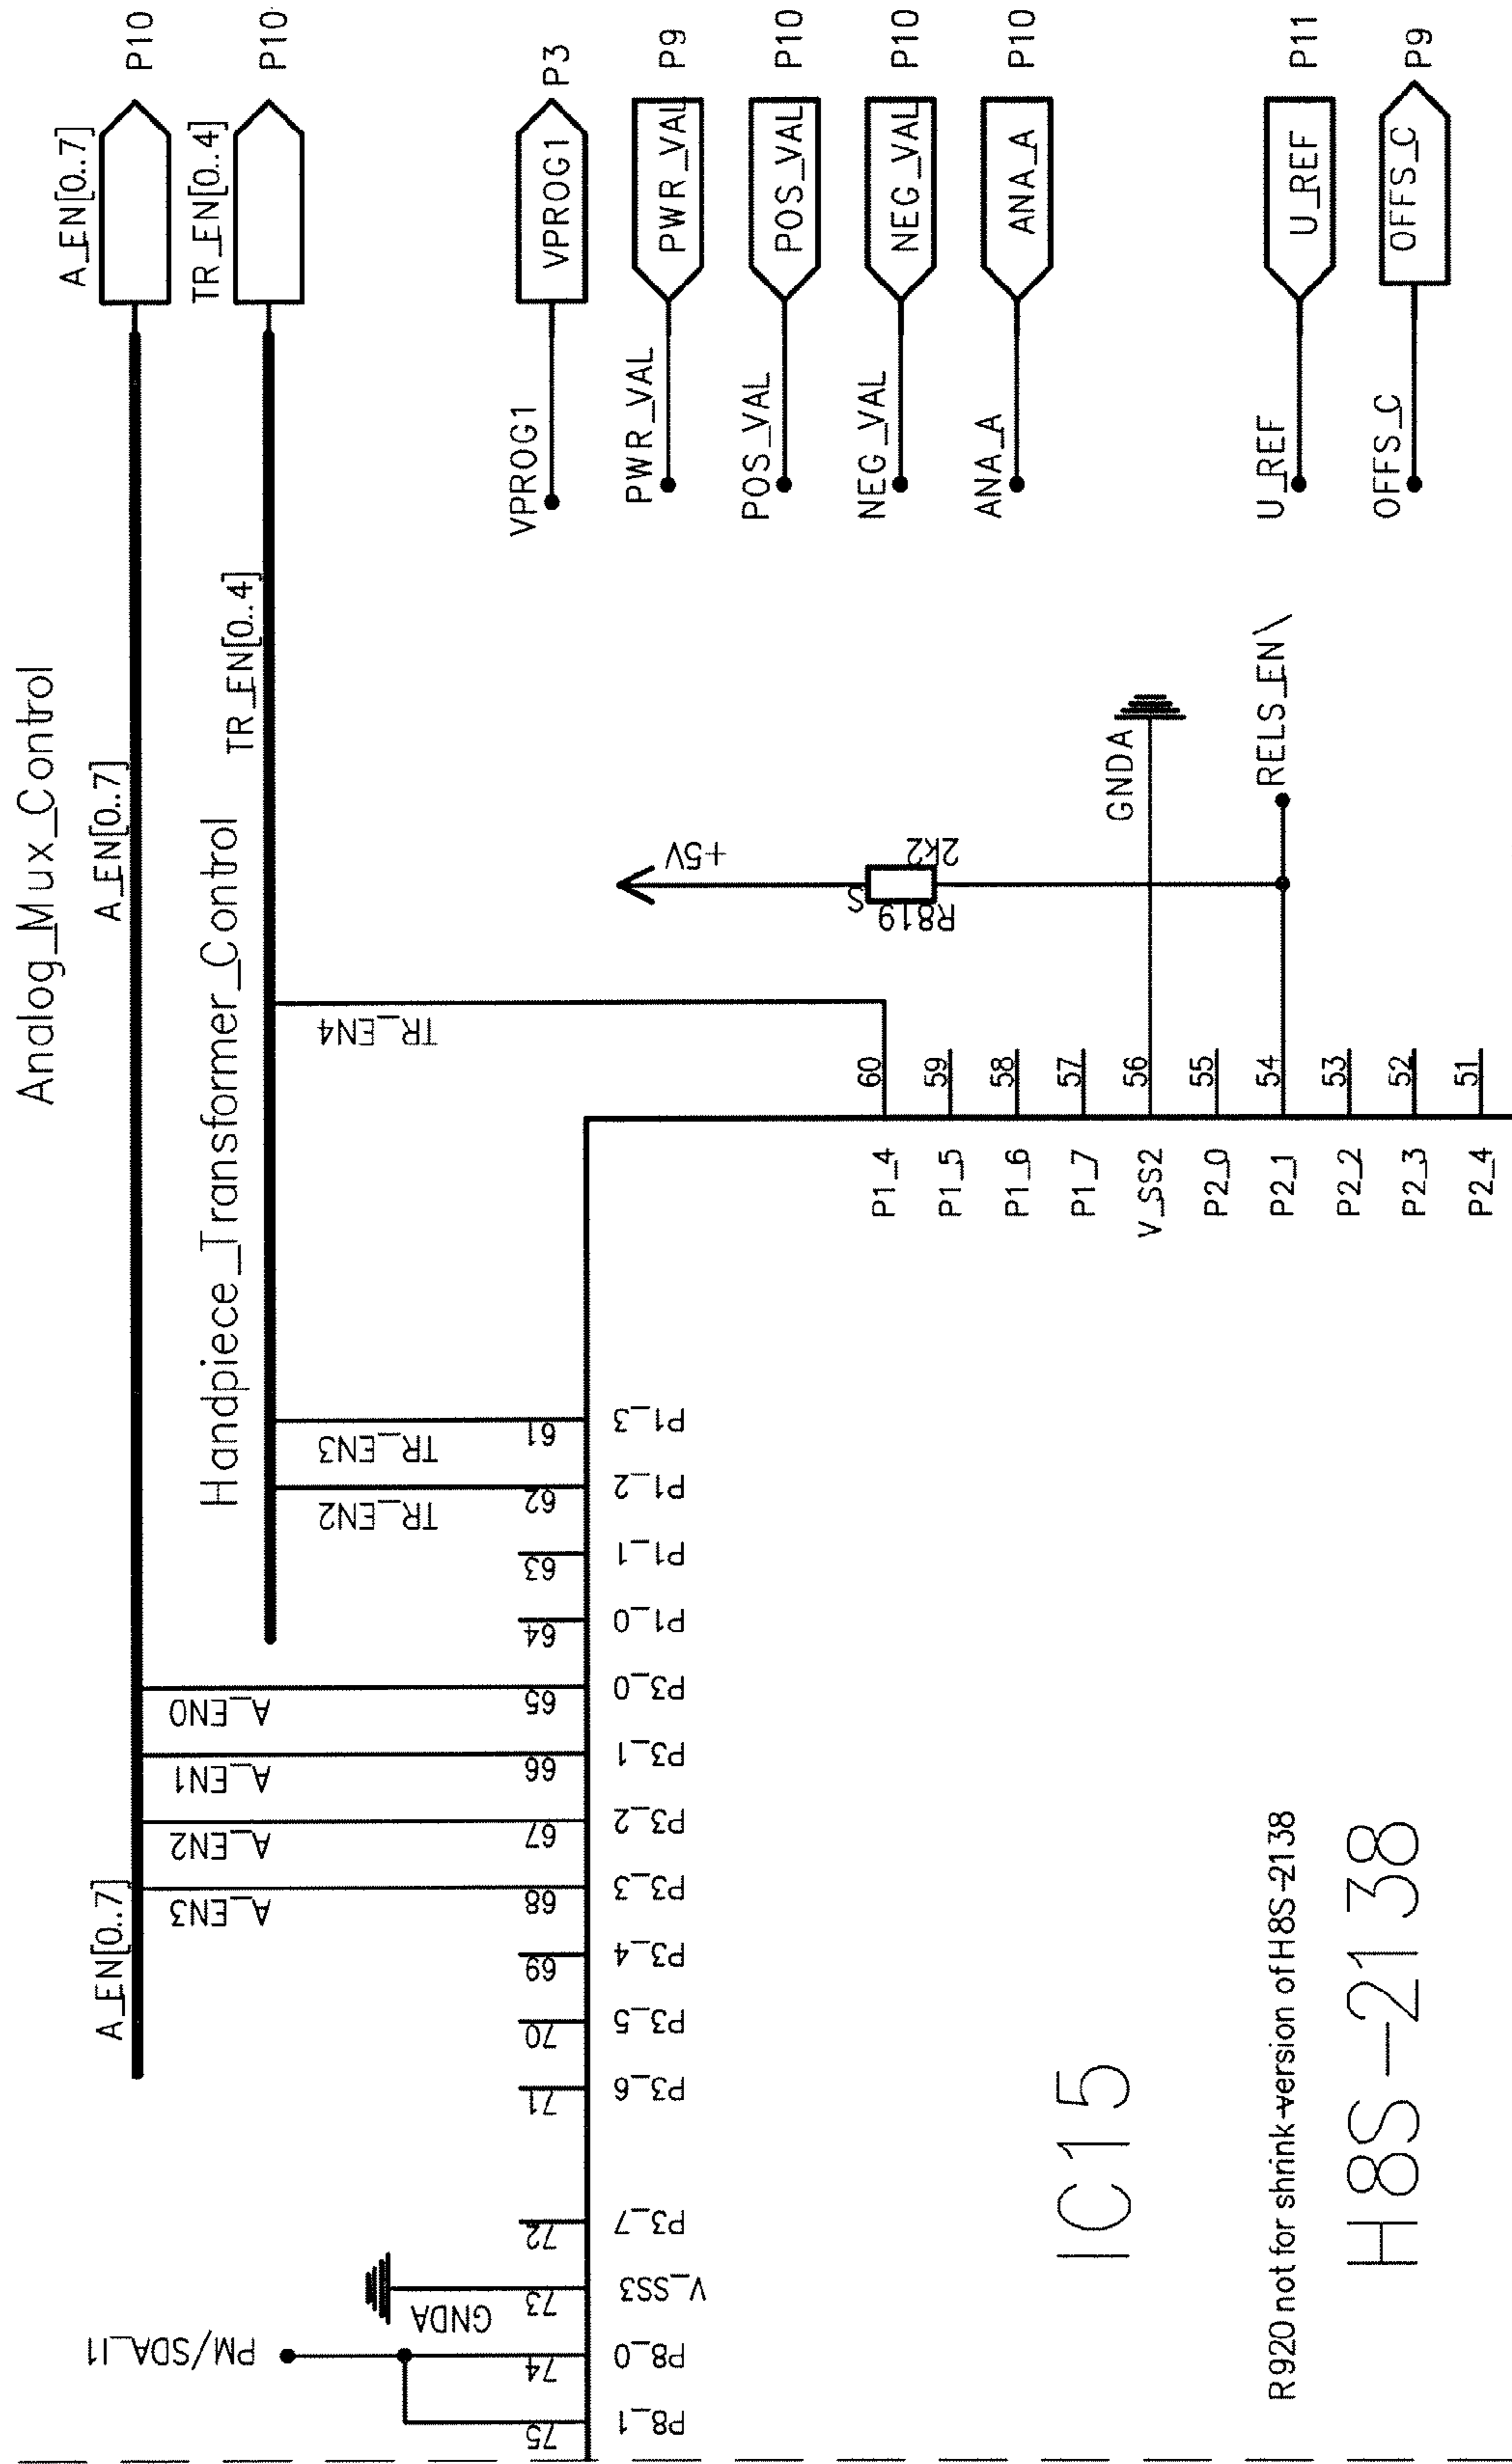 Analog_Mux_Control
A_EN[0..7]
A_EN[0..7]
A_EN[0..7]
P10
Handpiece_Transformer_Control
TR_EN[0..4]
TR_EN[0..4]
P10
VPROG1
VPROG1
P3
PWR_VAL
PWR_VAL
P9
POS_VAL
POS_VAL
P10
NEG_VAL
NEG_VAL
P10
ANA_A
ANA_A
P10
U_REF
U_REF
P11
OFFS_C
OFFS_C
P9
PM/SDA_I1
GNDA
A_EN3
A_EN2
A_EN1
A_EN0
TR_EN2
TR_EN3
TR_EN4
+5V
S
R819
2k2
GNDA
RELS_EN\
75 P8_1
74 P8_0
73 V_SS3
72 P3_7
71 P3_6
70 P3_5
69 P3_4
68 P3_3
67 P3_2
66 P3_1
65 P3_0
64 P1_0
63 P1_1
62 P1_2
61 P1_3
P1_4 60
P1_5 59
P1_6 58
P1_7 57
V_SS2 56
P2_0 55
P2_1 54
P2_2 53
P2_3 52
P2_4 51
IC15
R920 not for shrink-version of H8S-2138
H8S-2138